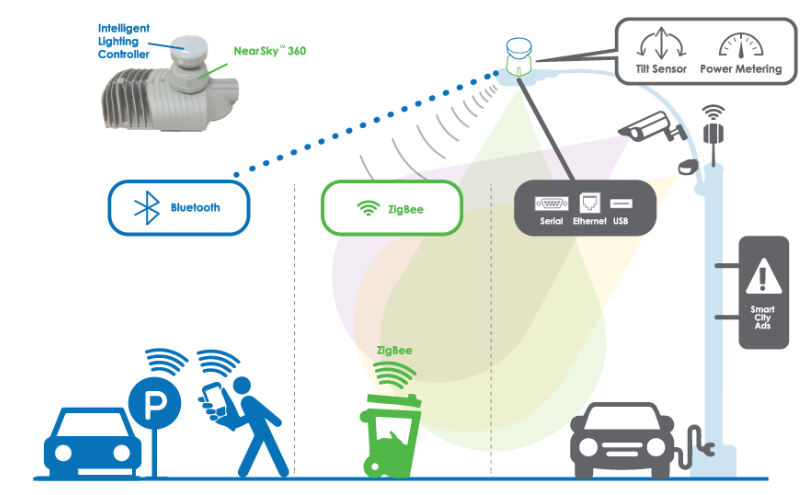 Intelligent
Lighting
Controller
NearSky™ 360
Tilt Sensor
Power Metering
Bluetooth
ZigBee
Serial
Ethernet
USB
Smart
City
Ads
ZigBee
P